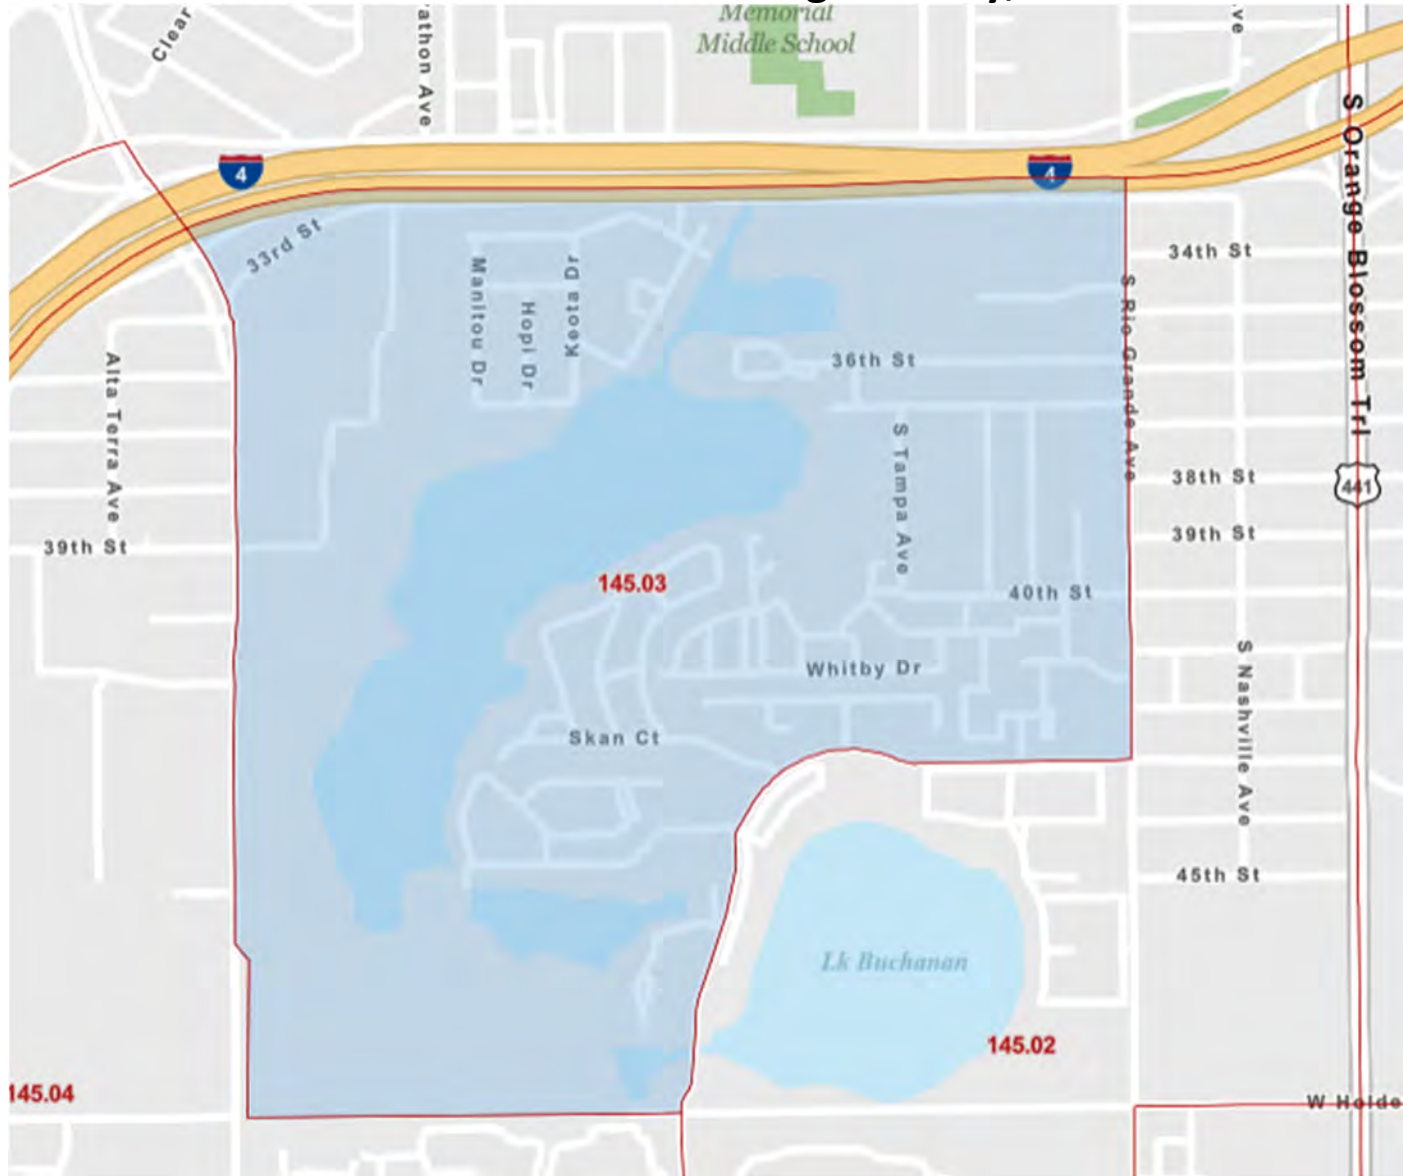 Memorial
Middle School
Clear
athon Ave
ve
4
4
S Orange Blossom Trl
33rd St
34th St
Manitou Dr
Hopi Dr
Keota Dr
S Rio Grande Ave
36th St
Alta Terra Ave
S Tampa Ave
38th St
441
39th St
39th St
145.03
40th St
Whitby Dr
S Nashville Ave
Skan Ct
45th St
Lk Buchanan
145.02
145.04
W Holde